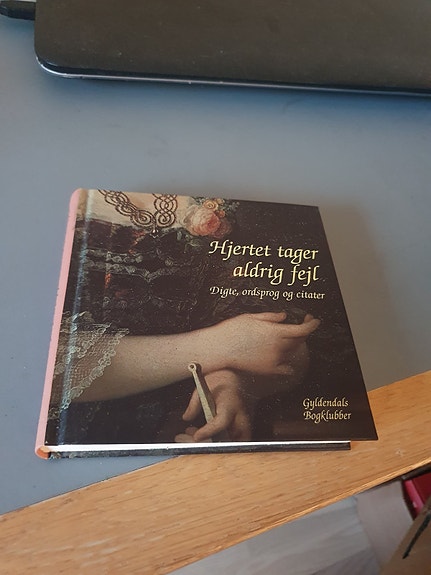 Hjertet tager
aldrig fejl
Digte, ordsprog og citater
Gyldendals
Bogklubber